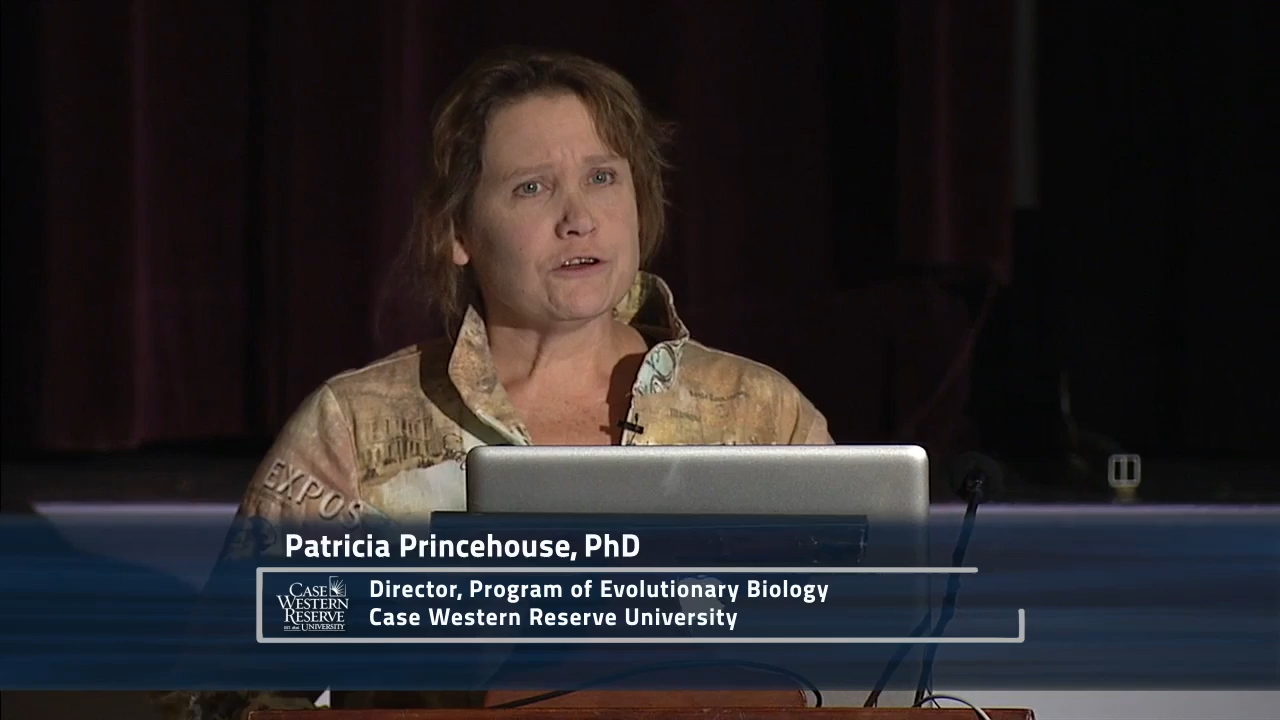 EXPOS
Patricia Princehouse, PhD
Director, Program of Evolutionary Biology
Case Western Reserve University
CASE
WESTERN
RESERVE
UNIVERSITY